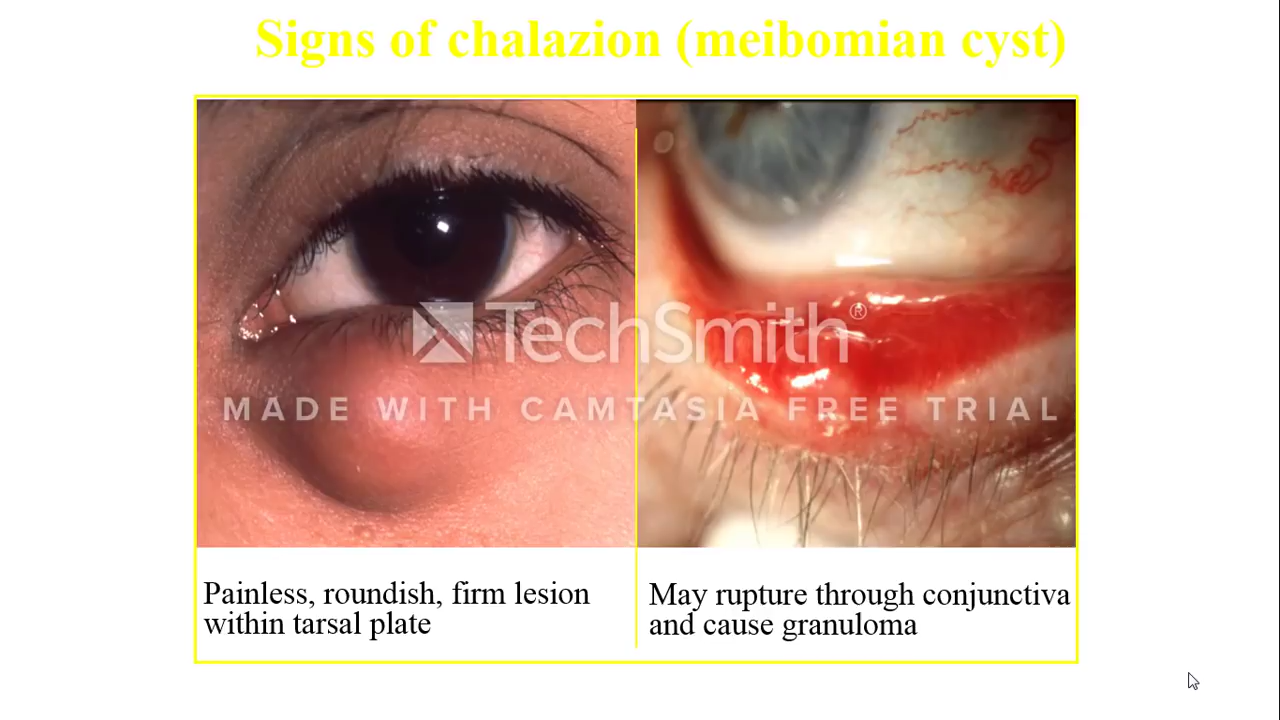 Signs of chalazion (meibomian cyst)
TechSmith®
MADE WITH CAMTASIA FREE TRIAL
Painless, roundish, firm lesion
within tarsal plate
May rupture through conjunctiva
and cause granuloma